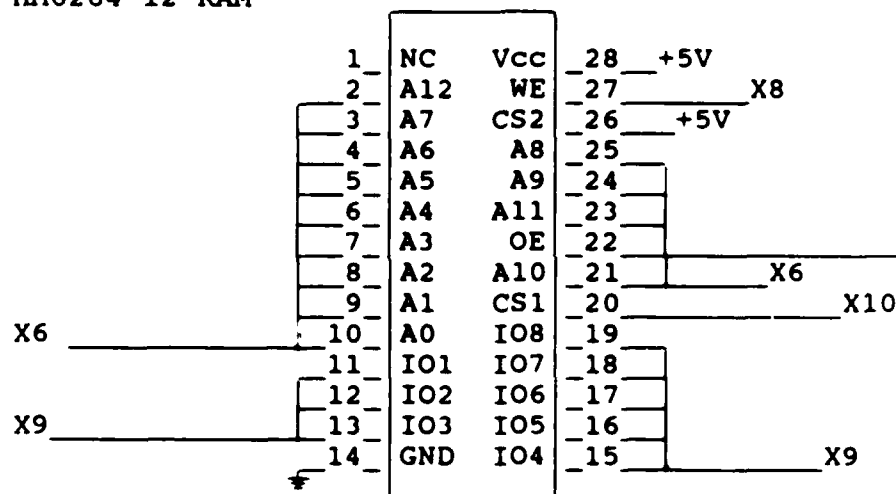 HM6264-12 RAM
1 NC Vcc 28 +5V
2 A12 WE 27 X8
3 A7 CS2 26 +5V
4 A6 A8 25
5 A5 A9 24
6 A4 A11 23
7 A3 OE 22
8 A2 A10 21 X6
9 A1 CS1 20 X10
X6 10 A0 IO8 19
11 IO1 IO7 18
12 IO2 IO6 17
X9 13 IO3 IO5 16
14 GND IO4 15 X9